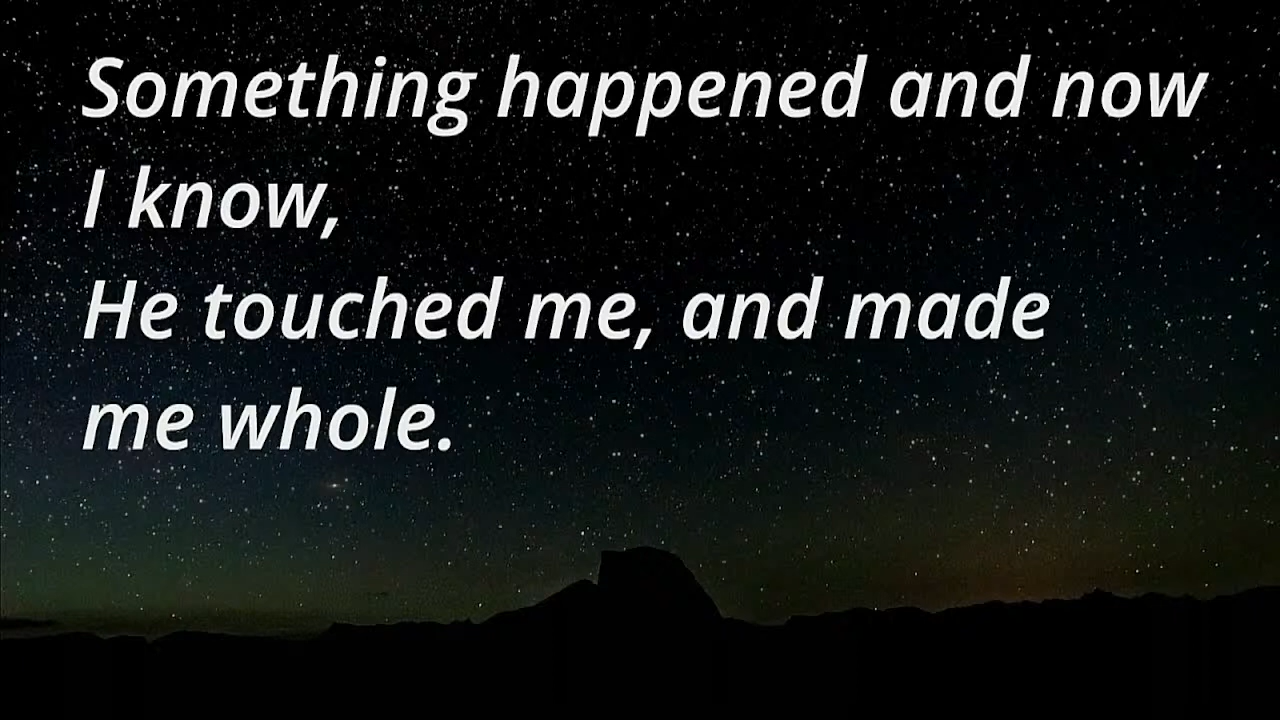 Something happened and now
I know,
He touched me, and made
me whole.